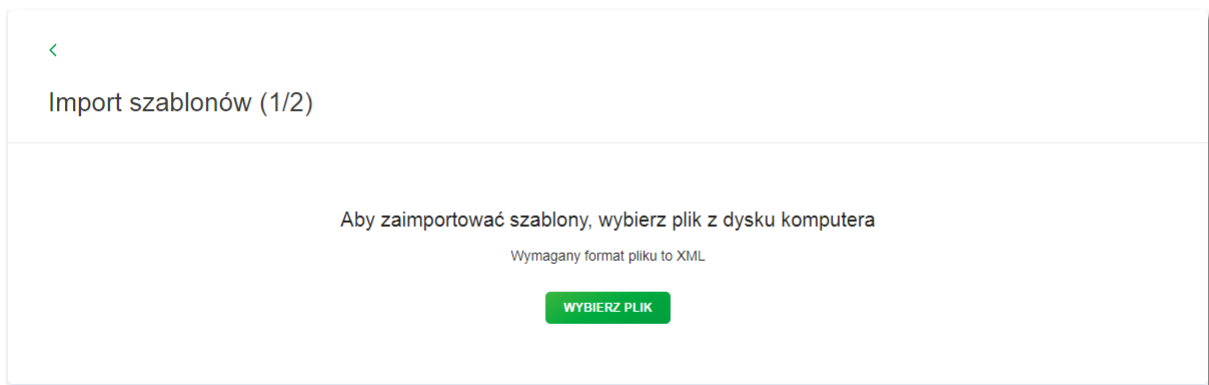 Import szablonów (1/2)
Aby zaimportować szablony, wybierz plik z dysku komputera
Wymagany format pliku to XML
WYBIERZ PLIK